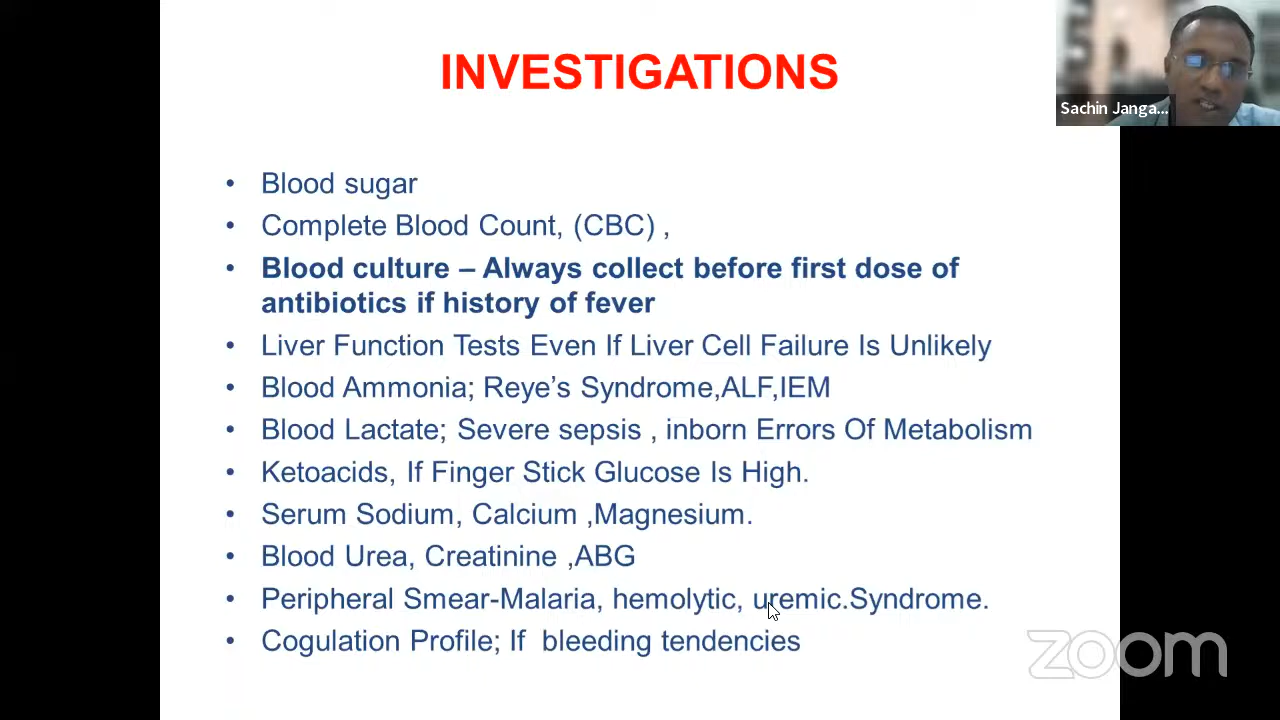 INVESTIGATIONS
Sachin Janga...
• Blood sugar
• Complete Blood Count, (CBC) ,
• Blood culture – Always collect before first dose of
antibiotics if history of fever
• Liver Function Tests Even If Liver Cell Failure Is Unlikely
• Blood Ammonia; Reye’s Syndrome,ALF,IEM
• Blood Lactate; Severe sepsis , inborn Errors Of Metabolism
• Ketoacids, If Finger Stick Glucose Is High.
• Serum Sodium, Calcium ,Magnesium.
• Blood Urea, Creatinine ,ABG
• Peripheral Smear-Malaria, hemolytic, uremic.Syndrome.
• Cogulation Profile; If bleeding tendencies
zoom